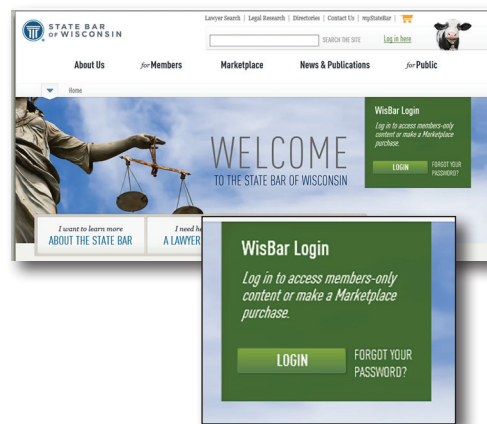 Lawyer Search | Legal Research | Directories | Contact Us | myStateBar |
STATE BAR
OF WISCONSIN
SEARCH THE SITE
Log in here
About Us
for Members
Marketplace
News & Publications
for Public
Home
WELCOME
TO THE STATE BAR OF WISCONSIN
WisBar Login
Log in to access members-only
content or make a Marketplace
purchase.
LOGIN
FORGOT YOUR
PASSWORD?
I want to learn more
ABOUT THE STATE BAR
I need he
A LAWYER
WisBar Login
Log in to access members-only
content or make a Marketplace
purchase.
LOGIN
FORGOT YOUR
PASSWORD?